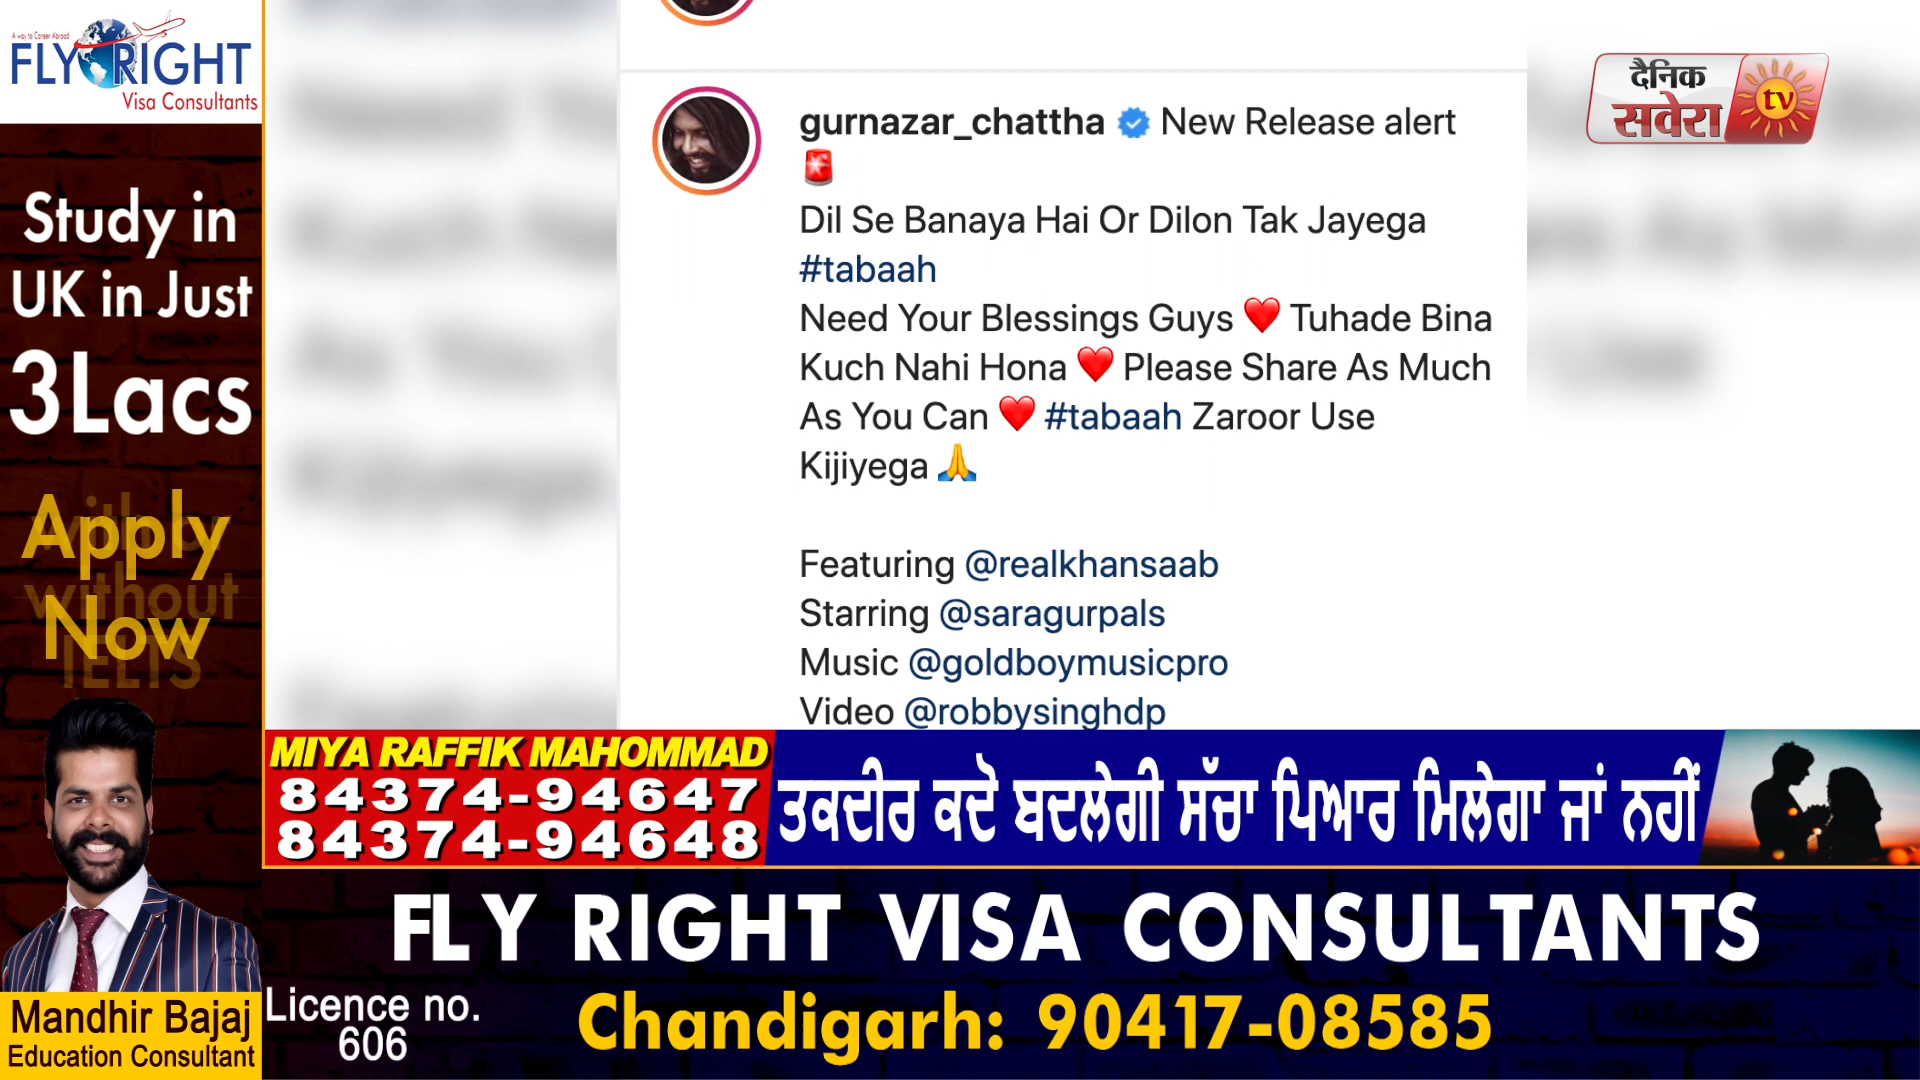 A way to Career Abroad
FLY RIGHT
Visa Consultants
Study in
UK in Just
3Lacs
Apply
Now
without
IELTS
Mandhir Bajaj
Education Consultant
gurnazar_chattha New Release alert
🚨
Dil Se Banaya Hai Or Dilon Tak Jayega
#tabaah
Need Your Blessings Guys ❤️ Tuhade Bina
Kuch Nahi Hona ❤️ Please Share As Much
As You Can ❤️ #tabaah Zaroor Use
Kijiyega 🙏
Featuring @realkhansaab
Starring @saragurpals
Music @goldboymusicpro
Video @robbysinghdp
दैनिक
सवेरा
tv
MIYA RAFFIK MAHOMMAD
84374-94647
84374-94648
ਤਕਦੀਰ ਕਦੋ ਬਦਲੇਗੀ ਸੱਚਾ ਪਿਆਰ ਮਿਲੇਗਾ ਜਾਂ ਨਹੀਂ
FLY RIGHT VISA CONSULTANTS
Licence no.
606
Chandigarh: 90417-08585